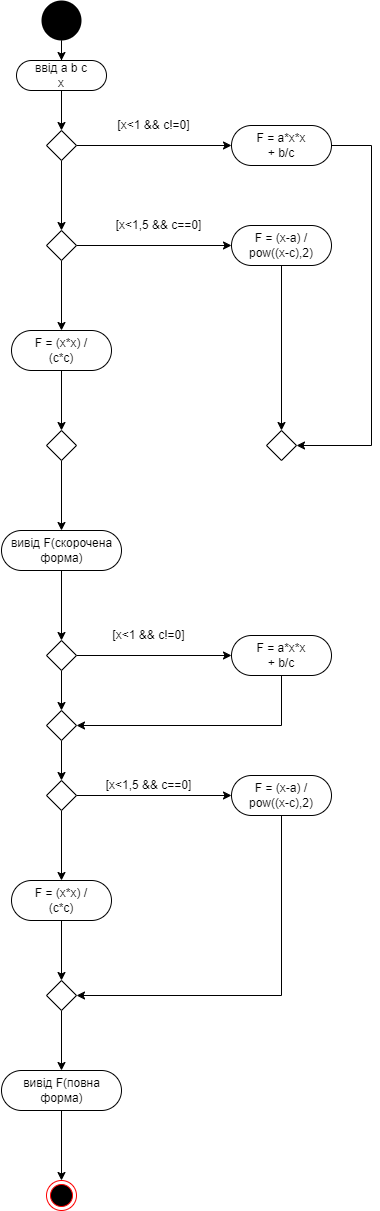 ввід a b c
x
[x<1 && c!=0]
F = a*x*x
+ b/c
[x<1,5 && c==0]
F = (x-a) /
pow((x-c),2)
F = (x*x) /
(c*c)
вивід F(скорочена
форма)
[x<1 && c!=0]
F = a*x*x
+ b/c
[x<1,5 && c==0]
F = (x-a) /
pow((x-c),2)
F = (x*x) /
(c*c)
вивід F(повна
форма)